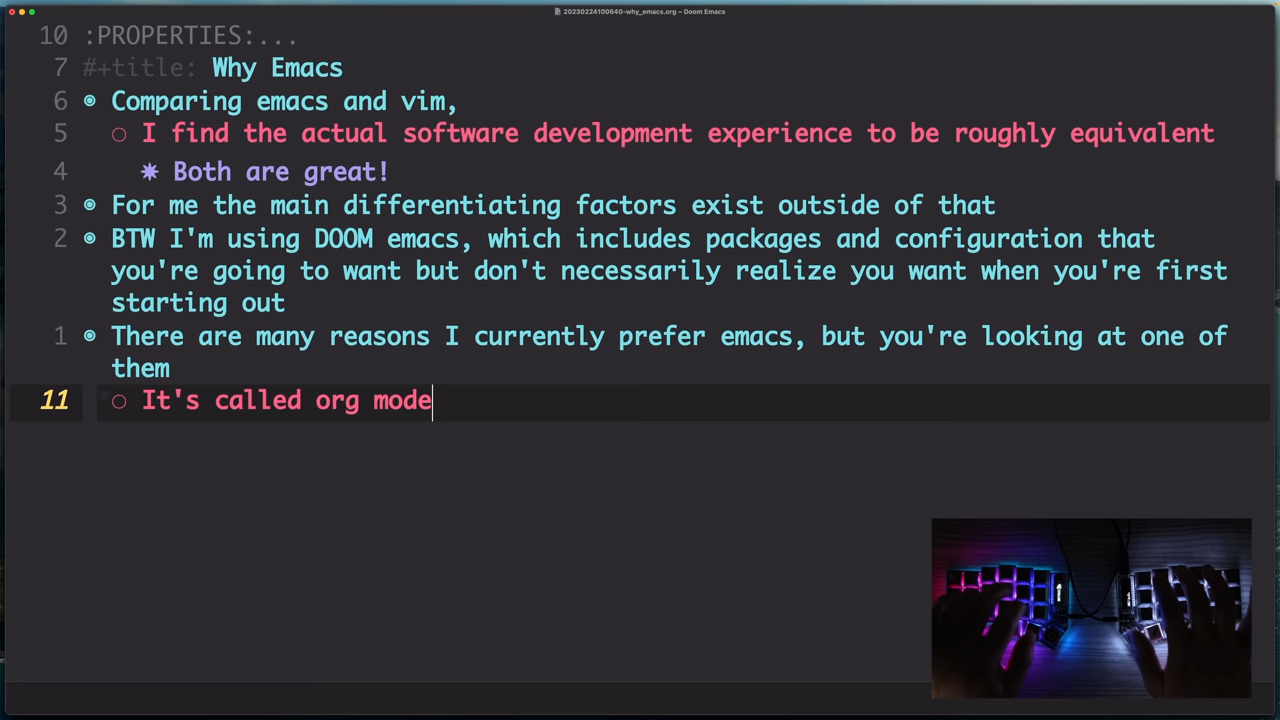 20230224100640-why_emacs.org – Doom Emacs
10 :PROPERTIES:...
7 #+title: Why Emacs
6 Comparing emacs and vim,
5 I find the actual software development experience to be roughly equivalent
4 Both are great!
3 For me the main differentiating factors exist outside of that
2 BTW I'm using DOOM emacs, which includes packages and configuration that
you're going to want but don't necessarily realize you want when you're first
starting out
1 There are many reasons I currently prefer emacs, but you're looking at one of
them
11 It's called org mode